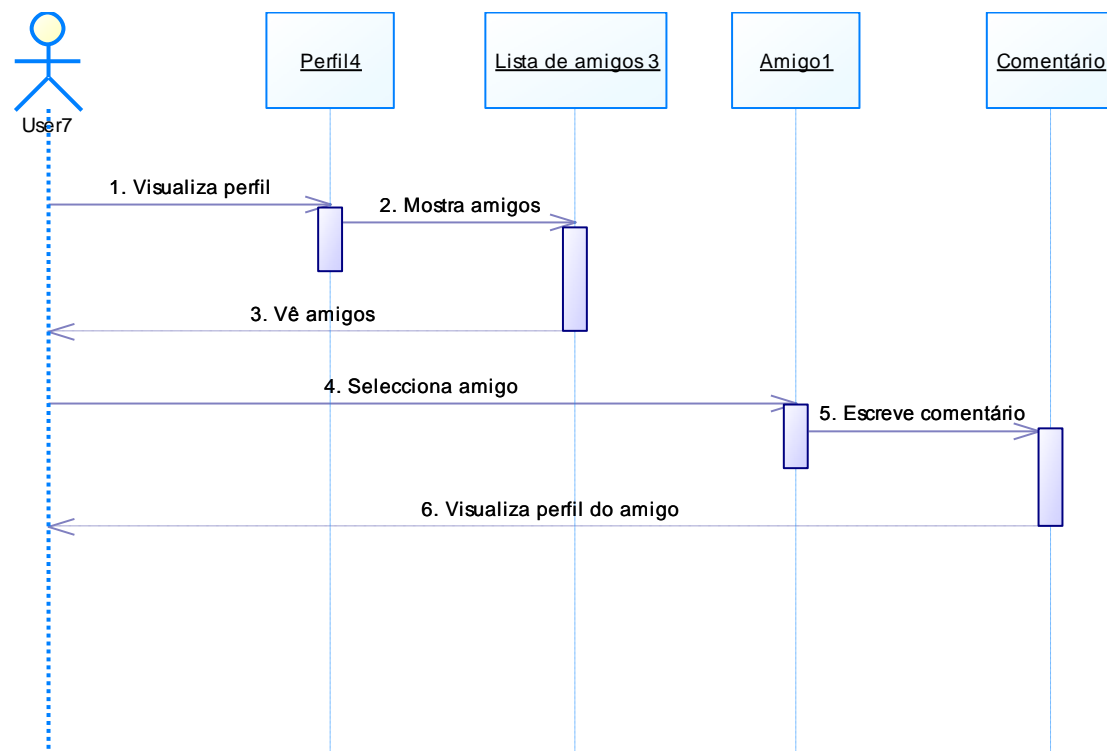 Perfil4
Lista de amigos 3
Amigo1
Comentário
User7
1. Visualiza perfil
2. Mostra amigos
3. Vê amigos
4. Selecciona amigo
5. Escreve comentário
6. Visualiza perfil do amigo